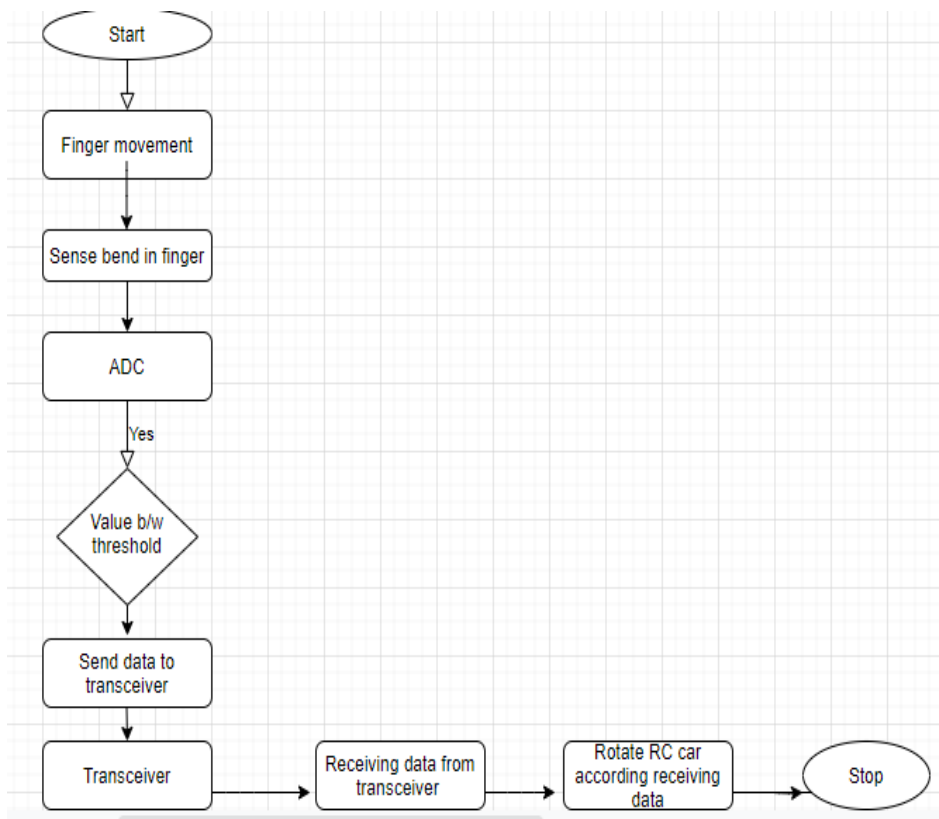 Start
Finger movement
Sense bend in finger
ADC
Yes
Value b/w
threshold
Send data to
transceiver
Transceiver
Receiving data from
transceiver
Rotate RC car
according receiving
data
Stop